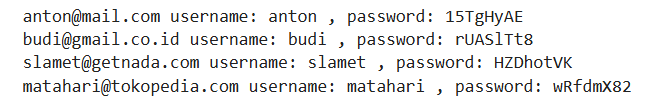 anton@mail.com username: anton , password: 15TgHyAE
budi@gmail.co.id username: budi , password: rUASlTt8
slamet@getnada.com username: slamet , password: HZDhotVK
matahari@tokopedia.com username: matahari , password: wRfdmX82